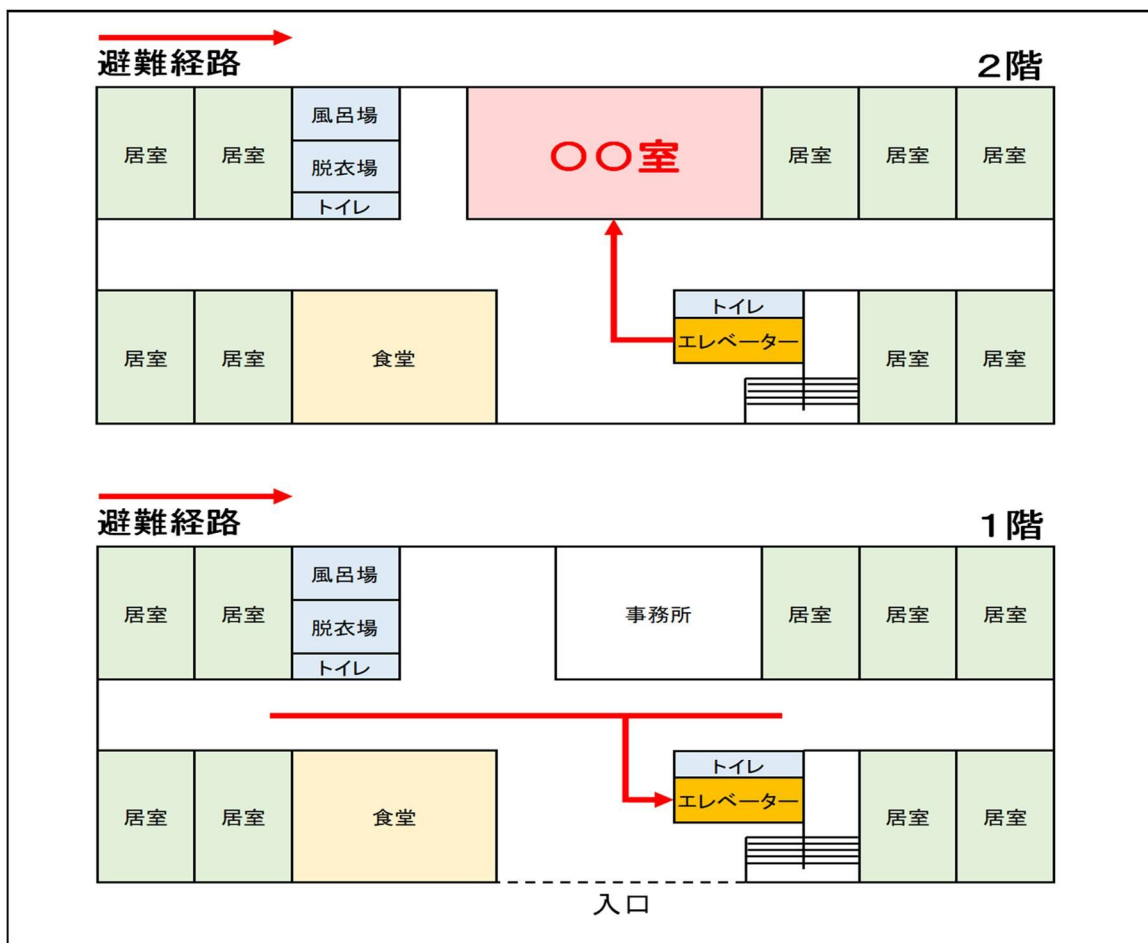 避難経路
2階
居室
居室
風呂場
脱衣場
トイレ
〇〇室
居室
居室
居室
居室
居室
食堂
トイレ
エレベーター
居室
居室
避難経路
1階
居室
居室
風呂場
脱衣場
トイレ
事務所
居室
居室
居室
居室
居室
食堂
トイレ
エレベーター
居室
居室
入口